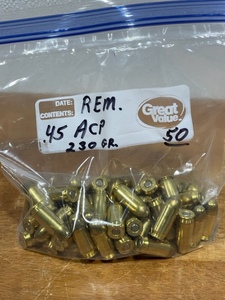 DATE:
CONTENTS: REM.
Great Value
.45 ACP
230 GR.
50